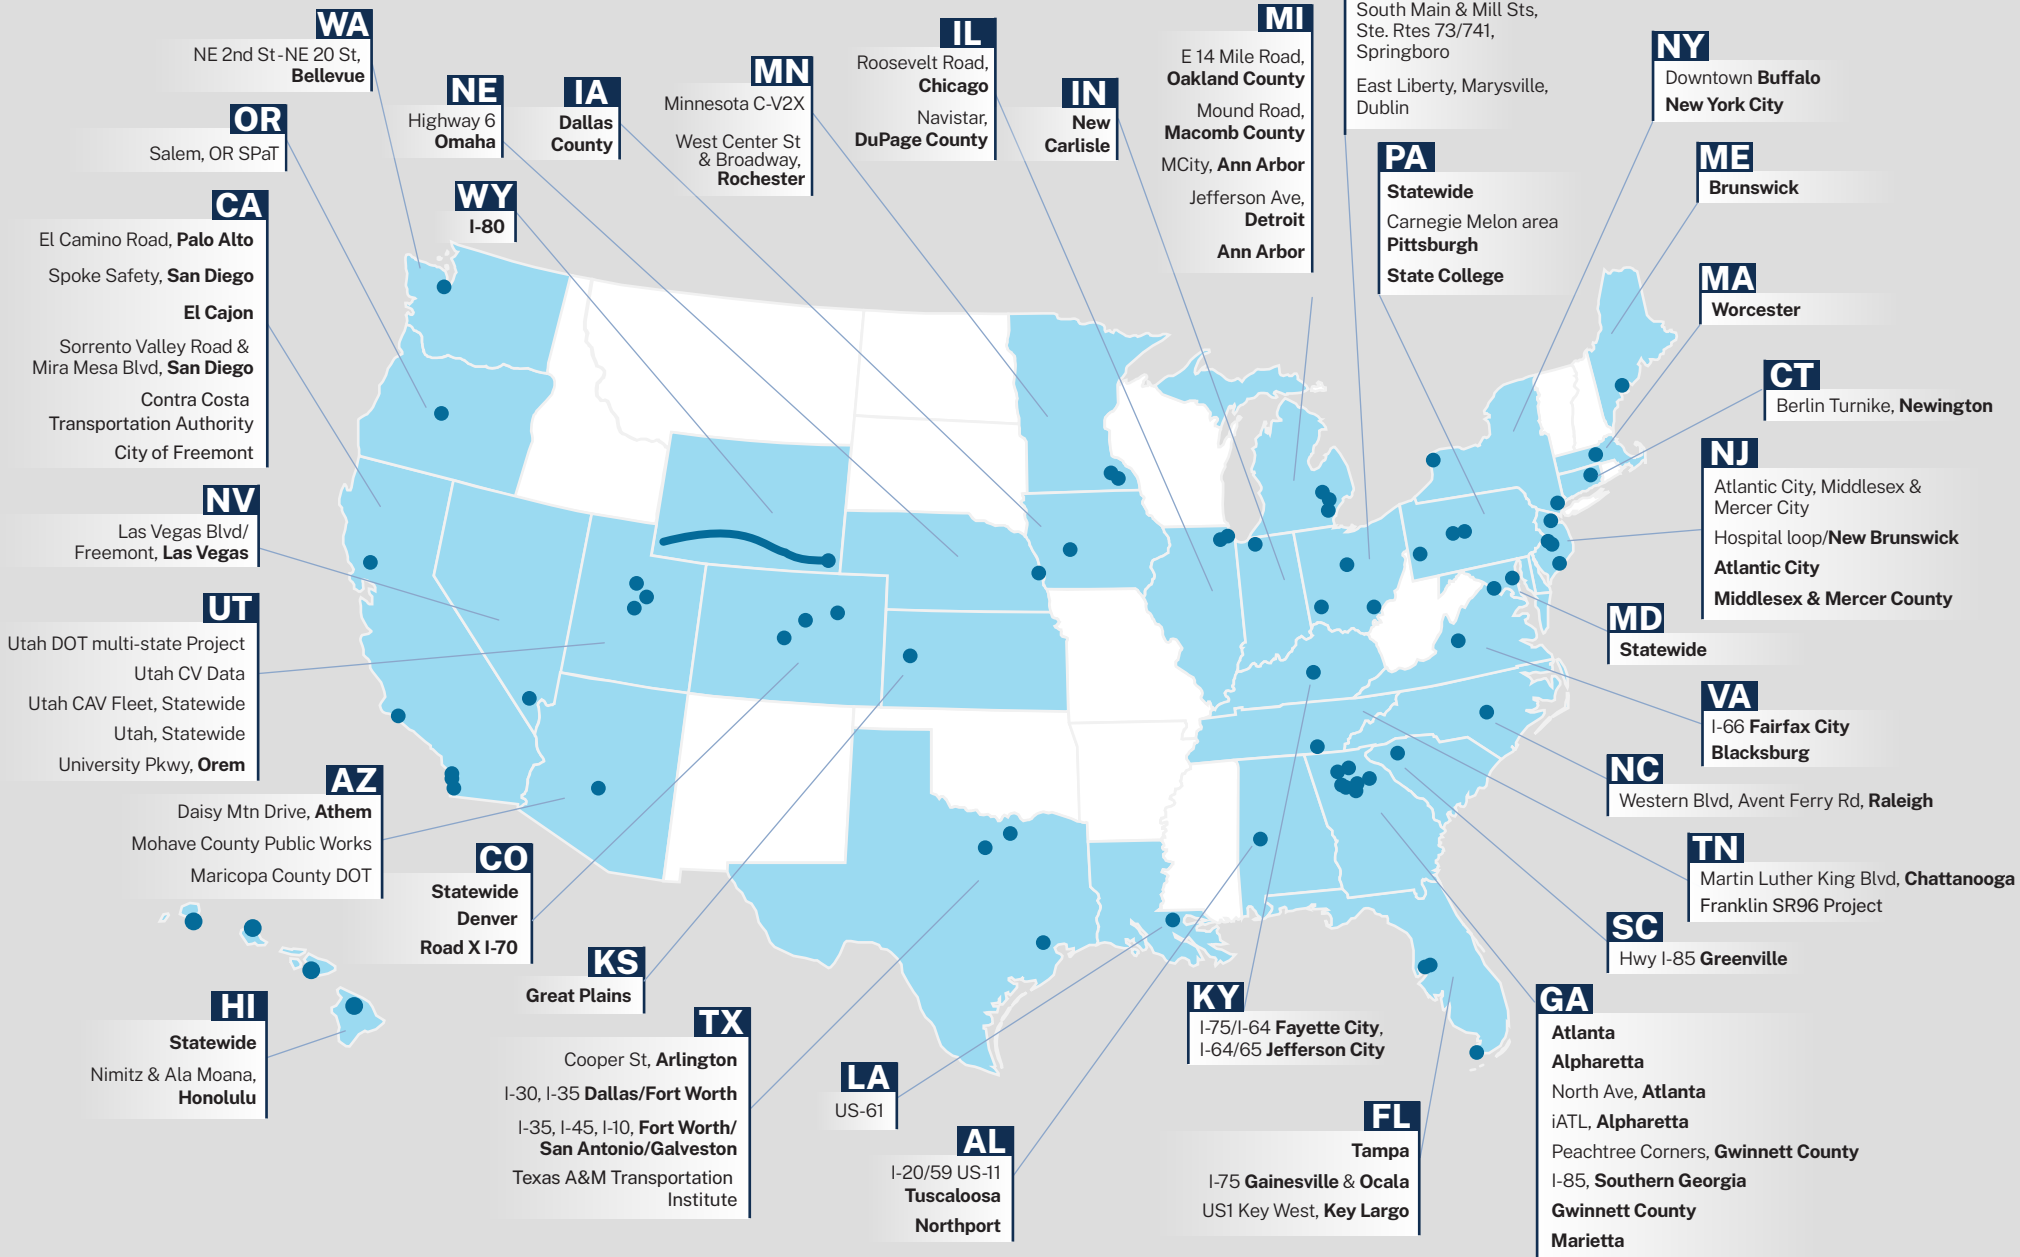 WA
NE 2nd St-NE 20 St,
Bellevue
OR
Salem, OR SPaT
CA
El Camino Road, Palo Alto
Spoke Safety, San Diego
El Cajon
Sorrento Valley Road &
Mira Mesa Blvd, San Diego
Contra Costa
Transportation Authority
City of Freemont
NV
Las Vegas Blvd/
Freemont, Las Vegas
UT
Utah DOT multi-state Project
Utah CV Data
Utah CAV Fleet, Statewide
Utah, Statewide
University Pkwy, Orem
AZ
Daisy Mtn Drive, Athem
Mohave County Public Works
Maricopa County DOT
CO
Statewide
Denver
Road X I-70
HI
Statewide
Nimitz & Ala Moana,
Honolulu
NE
Highway 6
Omaha
WY
I-80
IA
Dallas
County
MN
Minnesota C-V2X
West Center St
& Broadway,
Rochester
IL
Roosevelt Road,
Chicago
Navistar,
DuPage County
IN
New
Carlisle
MI
E 14 Mile Road,
Oakland County
Mound Road,
Macomb County
MCity, Ann Arbor
Jefferson Ave,
Detroit
Ann Arbor
South Main & Mill Sts,
Ste. Rtes 73/741,
Springboro
East Liberty, Marysville,
Dublin
PA
Statewide
Carnegie Melon area
Pittsburgh
State College
NY
Downtown Buffalo
New York City
ME
Brunswick
MA
Worcester
CT
Berlin Turnike, Newington
NJ
Atlantic City, Middlesex &
Mercer City
Hospital loop/New Brunswick
Atlantic City
Middlesex & Mercer County
MD
Statewide
VA
I-66 Fairfax City
Blacksburg
NC
Western Blvd, Avent Ferry Rd, Raleigh
TN
Martin Luther King Blvd, Chattanooga
Franklin SR96 Project
SC
Hwy I-85 Greenville
GA
Atlanta
Alpharetta
North Ave, Atlanta
iATL, Alpharetta
Peachtree Corners, Gwinnett County
I-85, Southern Georgia
Gwinnett County
Marietta
KS
Great Plains
TX
Cooper St, Arlington
I-30, I-35 Dallas/Fort Worth
I-35, I-45, I-10, Fort Worth/
San Antonio/Galveston
Texas A&M Transportation
Institute
LA
US-61
AL
I-20/59 US-11
Tuscaloosa
Northport
KY
I-75/I-64 Fayette City,
I-64/65 Jefferson City
FL
Tampa
I-75 Gainesville & Ocala
US1 Key West, Key Largo